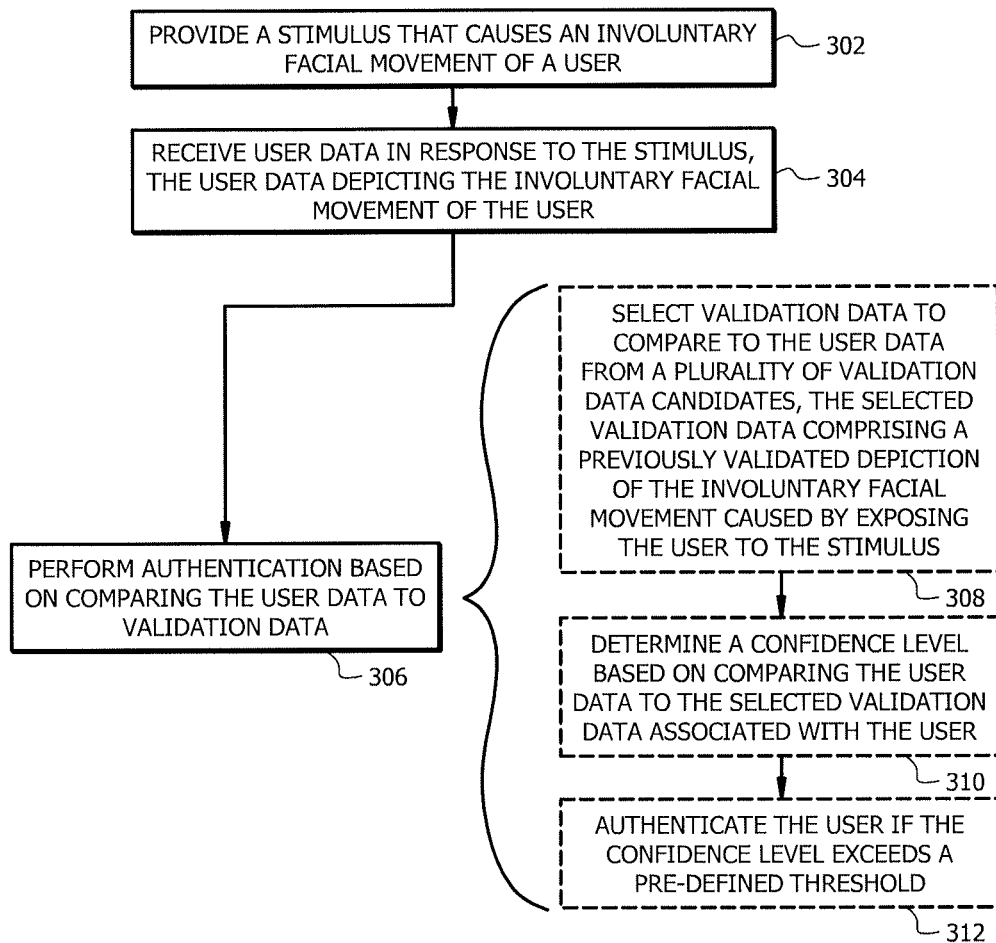 PROVIDE A STIMULUS THAT CAUSES AN INVOLUNTARY
FACIAL MOVEMENT OF A USER
302
RECEIVE USER DATA IN RESPONSE TO THE STIMULUS,
THE USER DATA DEPICTING THE INVOLUNTARY FACIAL
MOVEMENT OF THE USER
304
PERFORM AUTHENTICATION BASED
ON COMPARING THE USER DATA TO
VALIDATION DATA
306
SELECT VALIDATION DATA TO
COMPARE TO THE USER DATA
FROM A PLURALITY OF VALIDATION
DATA CANDIDATES, THE SELECTED
VALIDATION DATA COMPRISING A
PREVIOUSLY VALIDATED DEPICTION
OF THE INVOLUNTARY FACIAL
MOVEMENT CAUSED BY EXPOSING
THE USER TO THE STIMULUS
308
DETERMINE A CONFIDENCE LEVEL
BASED ON COMPARING THE USER
DATA TO THE SELECTED VALIDATION
DATA ASSOCIATED WITH THE USER
310
AUTHENTICATE THE USER IF THE
CONFIDENCE LEVEL EXCEEDS A
PRE-DEFINED THRESHOLD
312